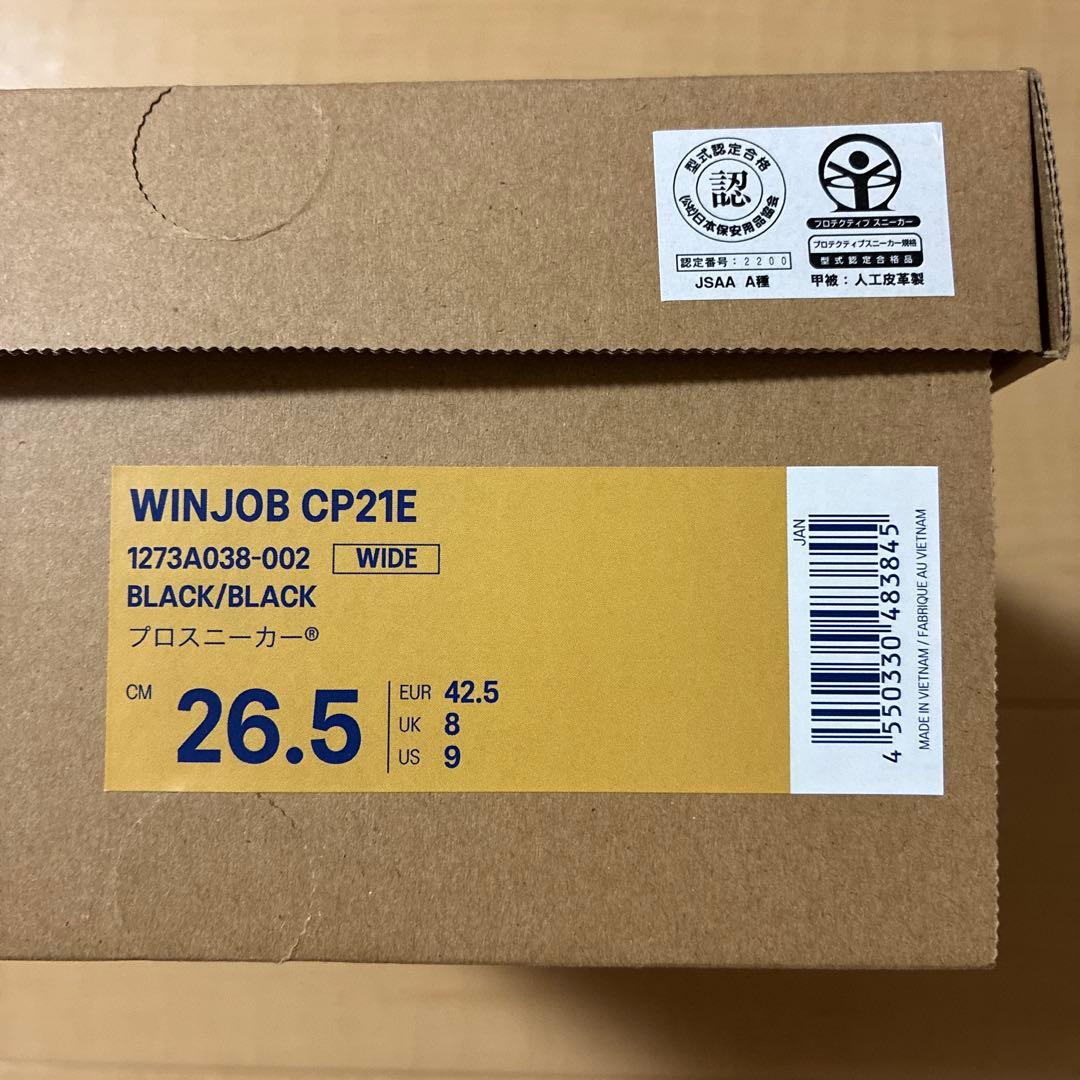 型式認定合格
認
(公社)日本保安用品協会
認定番号：2200
JSAA A種
プロテクティブ スニーカー
プロテクティブスニーカー規格
型式認定合格品
甲被：人工皮革製
WINJOB CP21E
1273A038-002 WIDE
BLACK/BLACK
プロスニーカー®
CM 26.5
EUR 42.5
UK 8
US 9
JAN
4 550330 483845
MADE IN VIETNAM / FABRIQUE AU VIETNAM